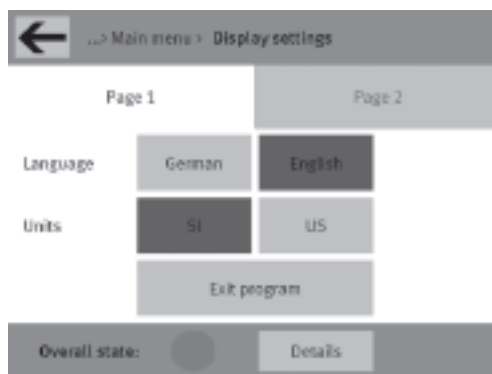 ...> Main menu > Display settings
Page 1 Page 2
Language German English
Units SI US
Exit program
Overall state: Details